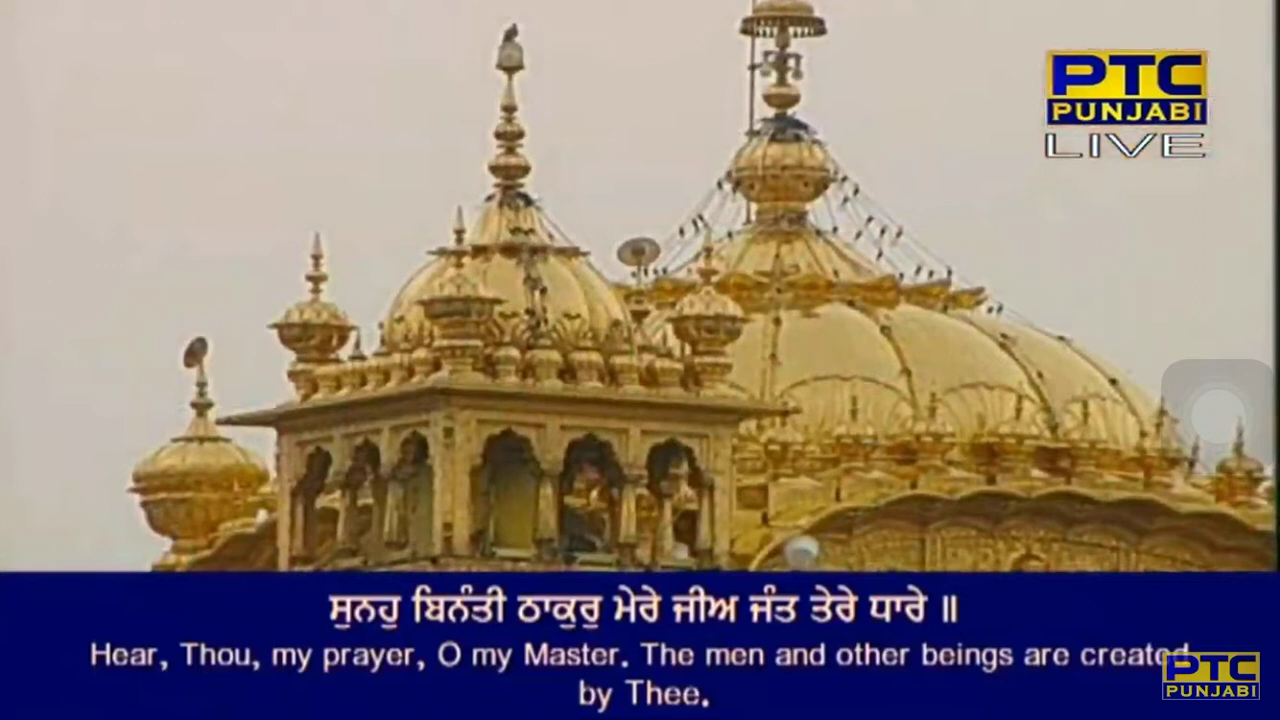 PTC
PUNJABI
LIVE
ਸੁਨਹੁ ਬਿਨੰਤੀ ਠਾਕੁਰੁ ਮੇਰੇ ਜੀਅ ਜੰਤ ਤੇਰੇ ਧਾਰੇ ॥
Hear, Thou, my prayer, O my Master. The men and other beings are created
by Thee.
PTC
PUNJABI